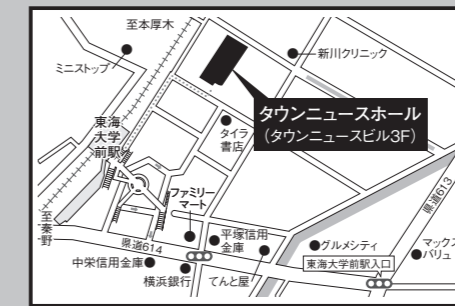 至本厚木
ミニストップ
新川クリニック
タウンニュースホール
（タウンニュースビル3F）
タイラ
書店
東海
大学
前駅
ファミリー
マート
至
秦
野
県道614
平塚信用
金庫
中栄信用金庫
横浜銀行
てんと屋
グルメシティ
東海大学前駅入口
県道613
マックス
バリュ